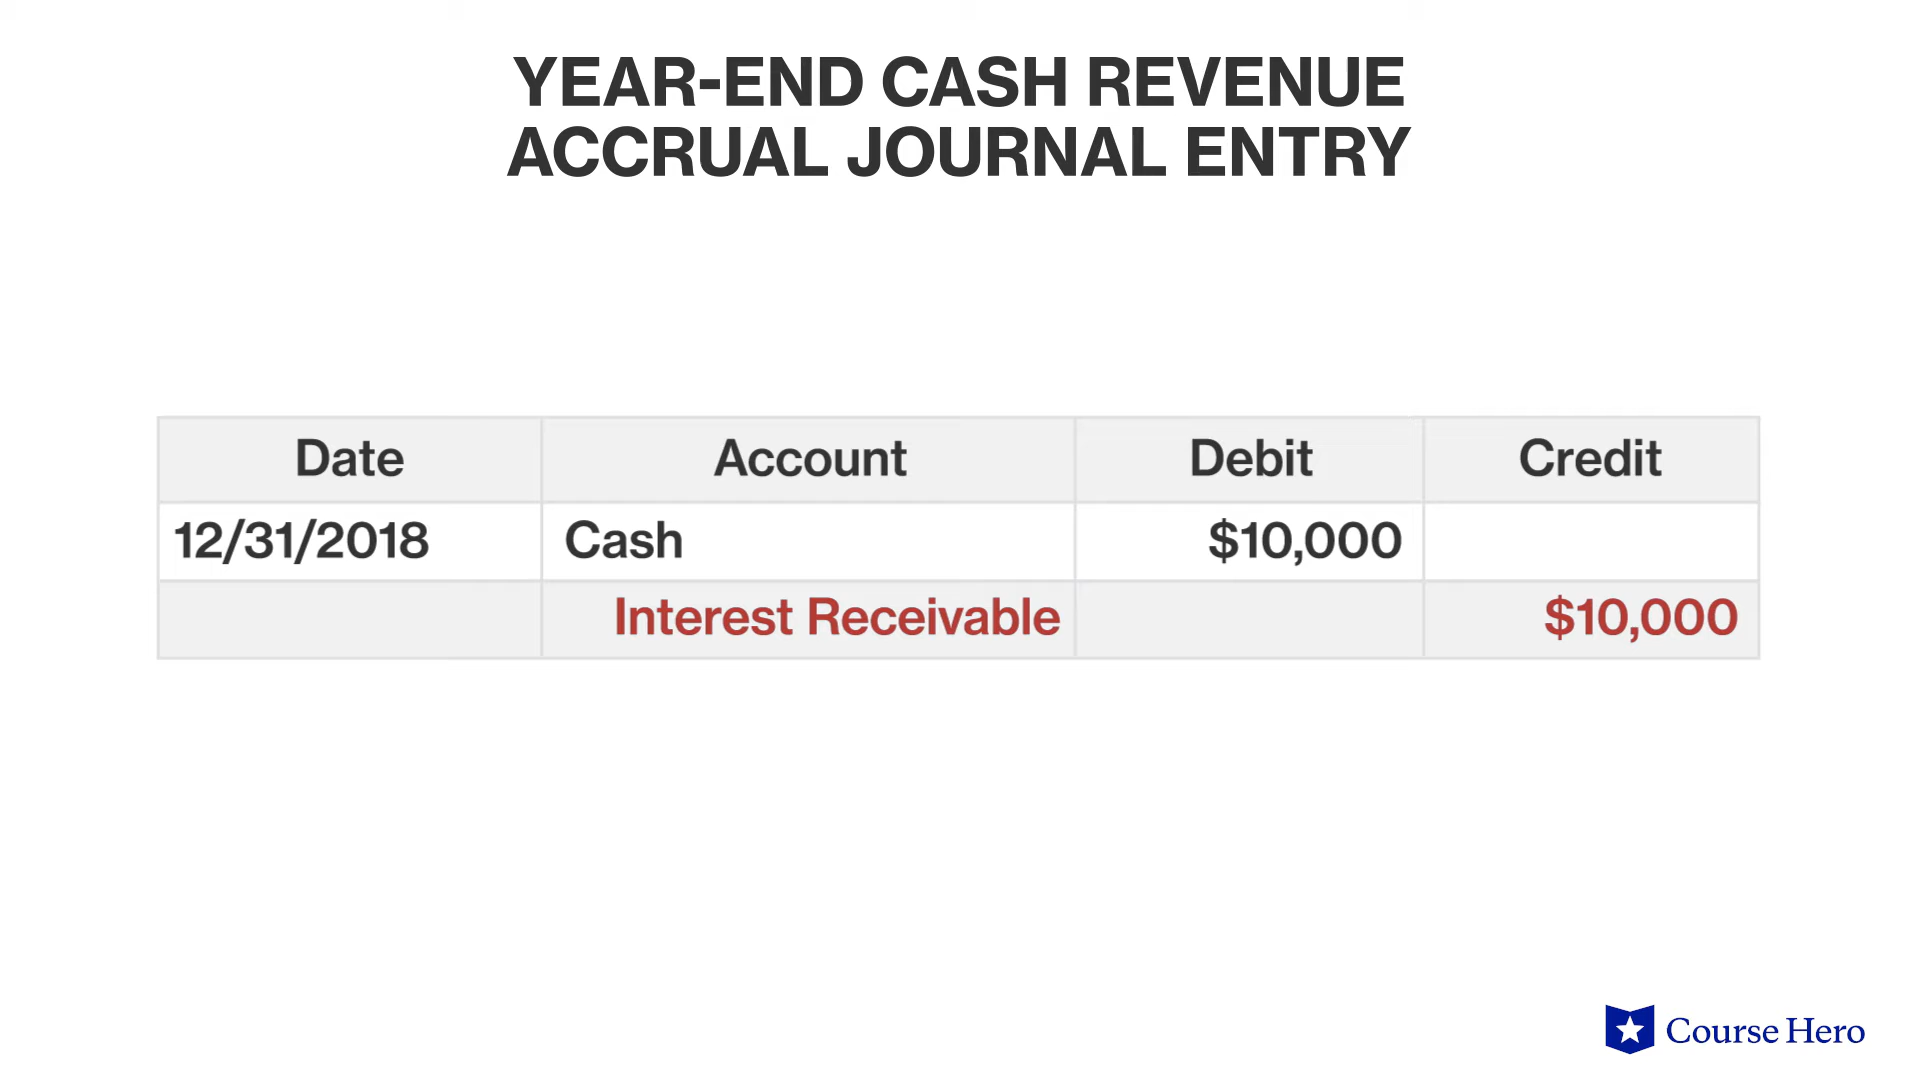 YEAR-END CASH REVENUE
ACCRUAL JOURNAL ENTRY
Date Account Debit Credit
12/31/2018 Cash $10,000
Interest Receivable $10,000
Course Hero